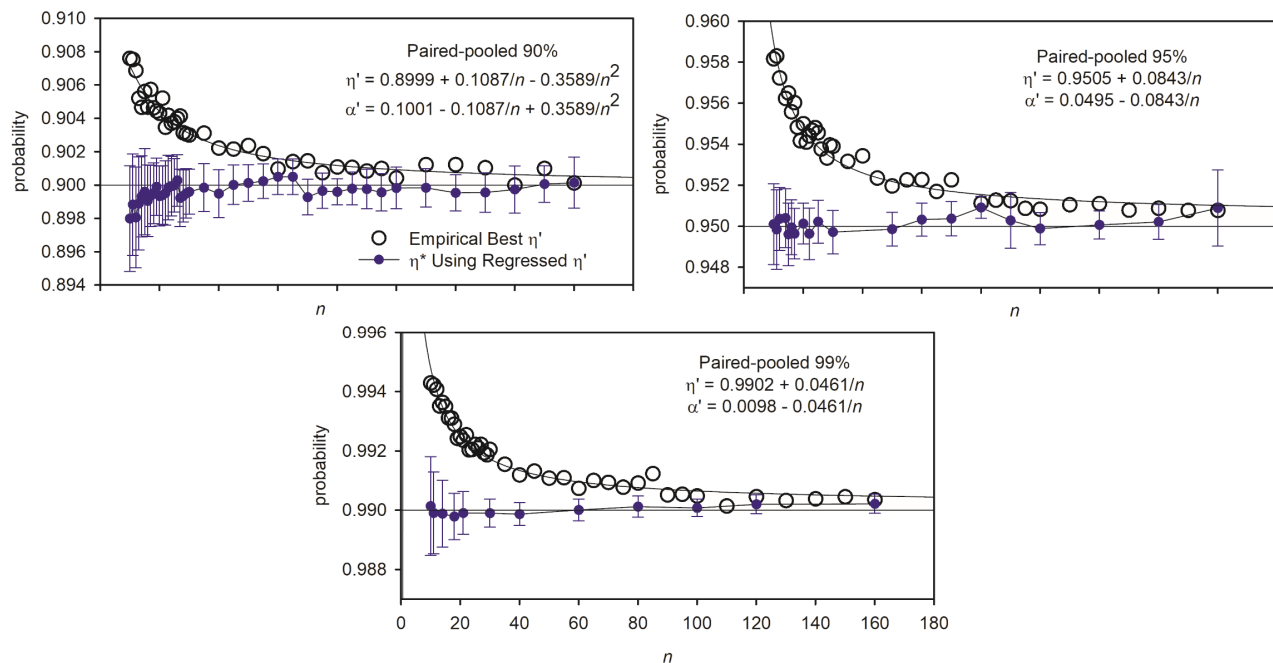 0.910
0.908
0.906
0.904
0.902
0.900
0.898
0.896
0.894
probability
Paired-pooled 90%
η' = 0.8999 + 0.1087/n - 0.3589/n²
α' = 0.1001 - 0.1087/n + 0.3589/n²
Empirical Best η'
η* Using Regressed η'
n
0.960
0.958
0.956
0.954
0.952
0.950
0.948
probability
Paired-pooled 95%
η' = 0.9505 + 0.0843/n
α' = 0.0495 - 0.0843/n
n
0.996
0.994
0.992
0.990
0.988
probability
Paired-pooled 99%
η' = 0.9902 + 0.0461/n
α' = 0.0098 - 0.0461/n
0 20 40 60 80 100 120 140 160 180
n